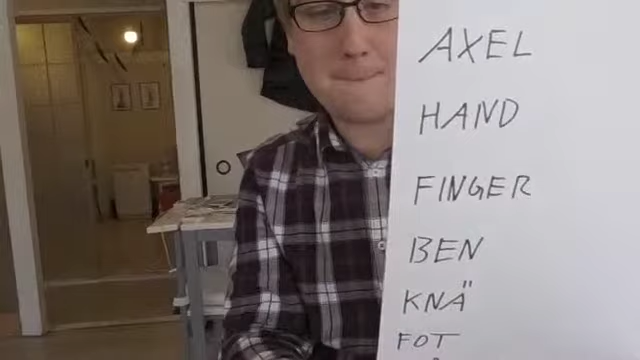 AXEL
HAND
FINGER
BEN
KNÄ
FOT